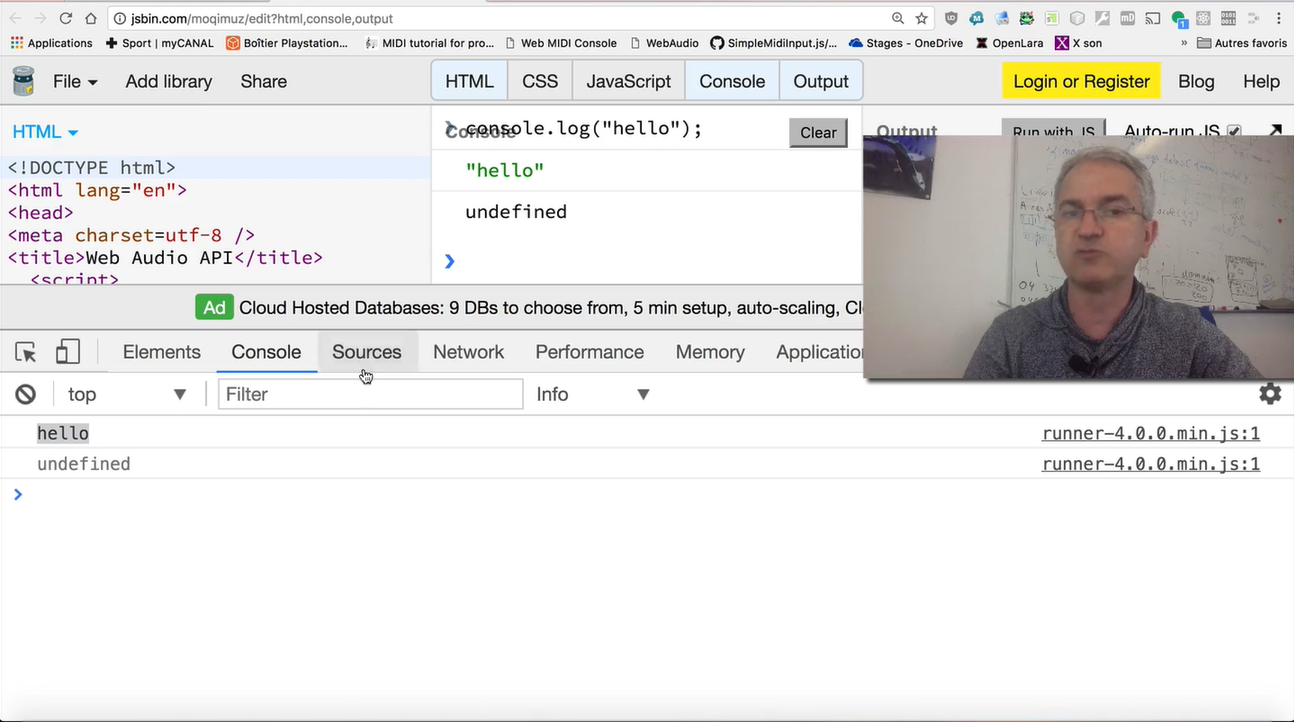 jsbin.com/moqimuz/edit?html,console,output
Applications
Sport | myCANAL
Boîtier Playstation...
MIDI tutorial for pro...
Web MIDI Console
WebAudio
SimpleMidiInput.js/...
Stages - OneDrive
OpenLara
X son
» Autres favoris
File
Add library
Share
HTML
CSS
JavaScript
Console
Output
Login or Register
Blog
Help
HTML
Console
console.log("hello");
Clear
Output
Run with JS
Auto-run JS
<!DOCTYPE html>
<html lang="en">
<head>
<meta charset=utf-8 />
<title>Web Audio API</title>
<script>
"hello"
undefined
Ad
Cloud Hosted Databases: 9 DBs to choose from, 5 min setup, auto-scaling,
Elements
Console
Sources
Network
Performance
Memory
top
Filter
Info
hello
runner-4.0.0.min.js:1
undefined
runner-4.0.0.min.js:1